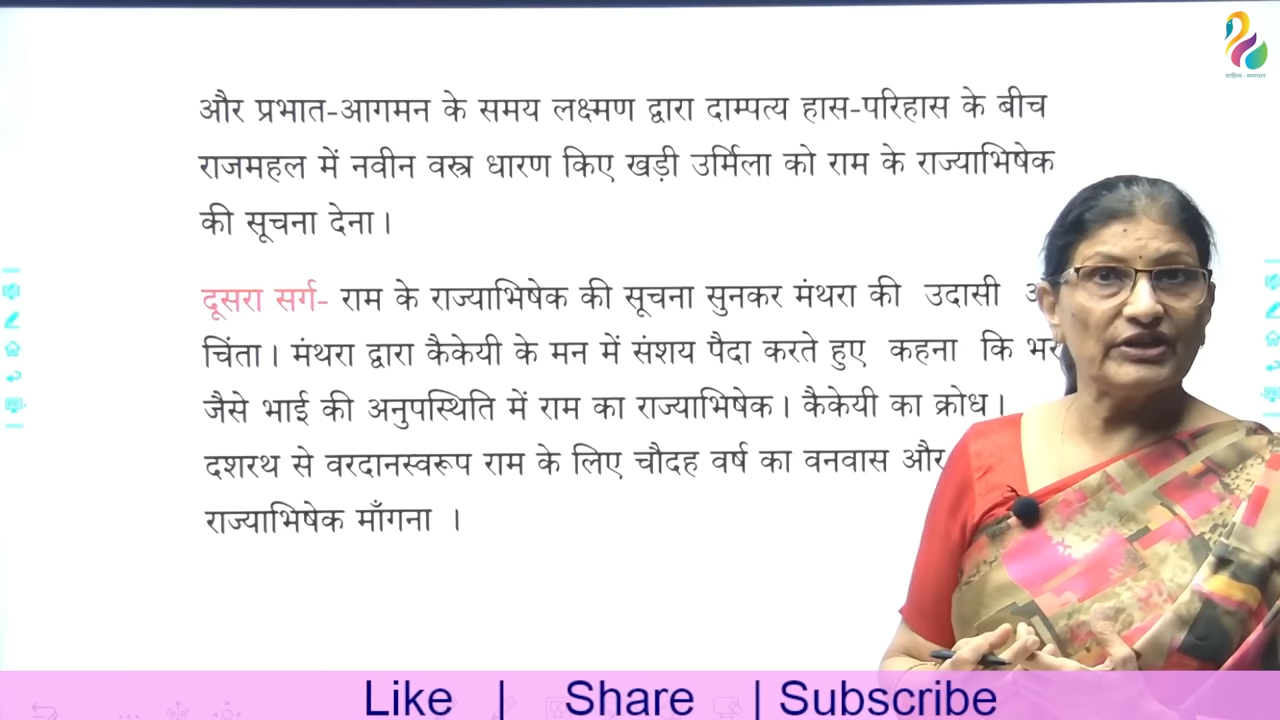 साहित्य - समाधान
और प्रभात-आगमन के समय लक्ष्मण द्वारा दाम्पत्य हास-परिहास के बीच
राजमहल में नवीन वस्त्र धारण किए खड़ी उर्मिला को राम के राज्याभिषेक
की सूचना देना।
दूसरा सर्ग- राम के राज्याभिषेक की सूचना सुनकर मंथरा की उदासी
चिंता। मंथरा द्वारा कैकेयी के मन में संशय पैदा करते हुए कहना कि
जैसे भाई की अनुपस्थिति में राम का राज्याभिषेक। कैकेयी का क्रोध।
दशरथ से वरदानस्वरूप राम के लिए चौदह वर्ष का वनवास और
राज्याभिषेक माँगना ।
Like | Share | Subscribe